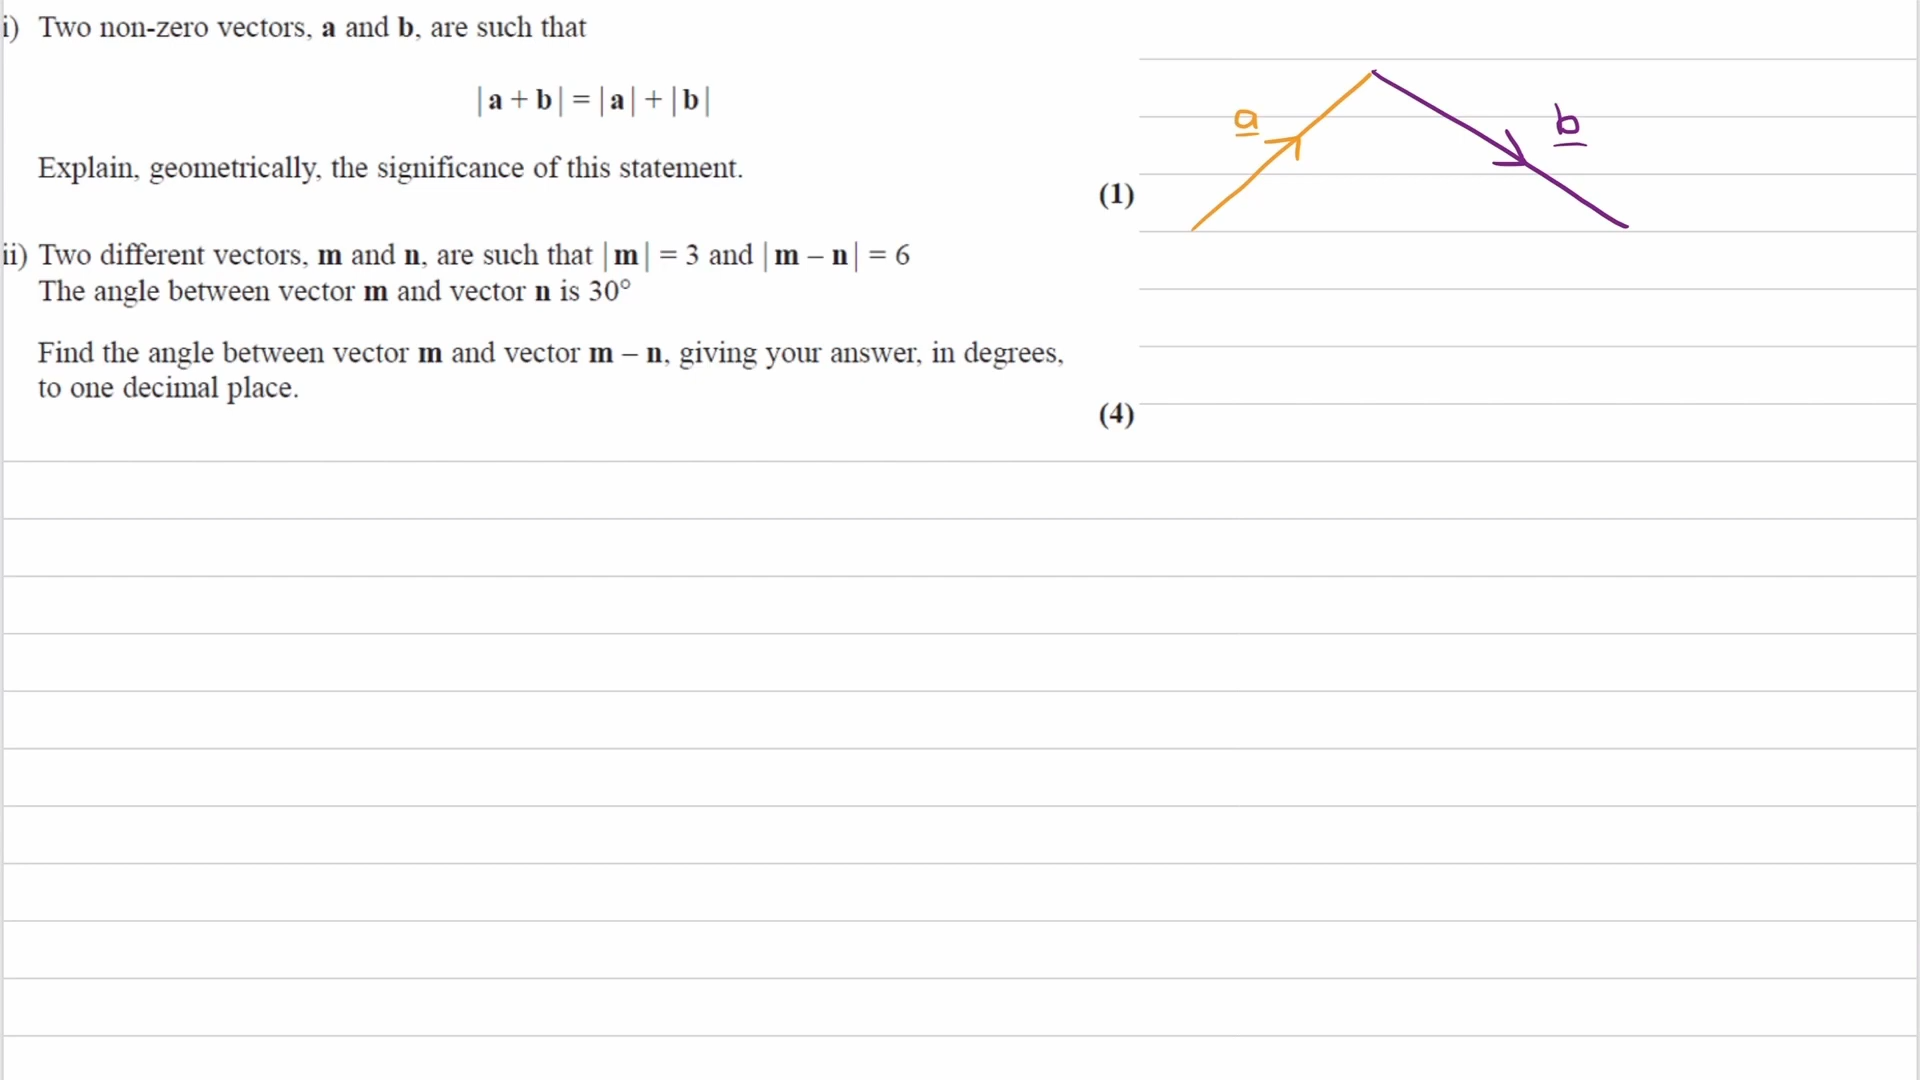 i) Two non-zero vectors, a and b, are such that
|a + b| = |a| + |b|
Explain, geometrically, the significance of this statement.
(1)
ii) Two different vectors, m and n, are such that |m| = 3 and |m – n| = 6
The angle between vector m and vector n is 30°
Find the angle between vector m and vector m – n, giving your answer, in degrees,
to one decimal place.
(4)
a
b